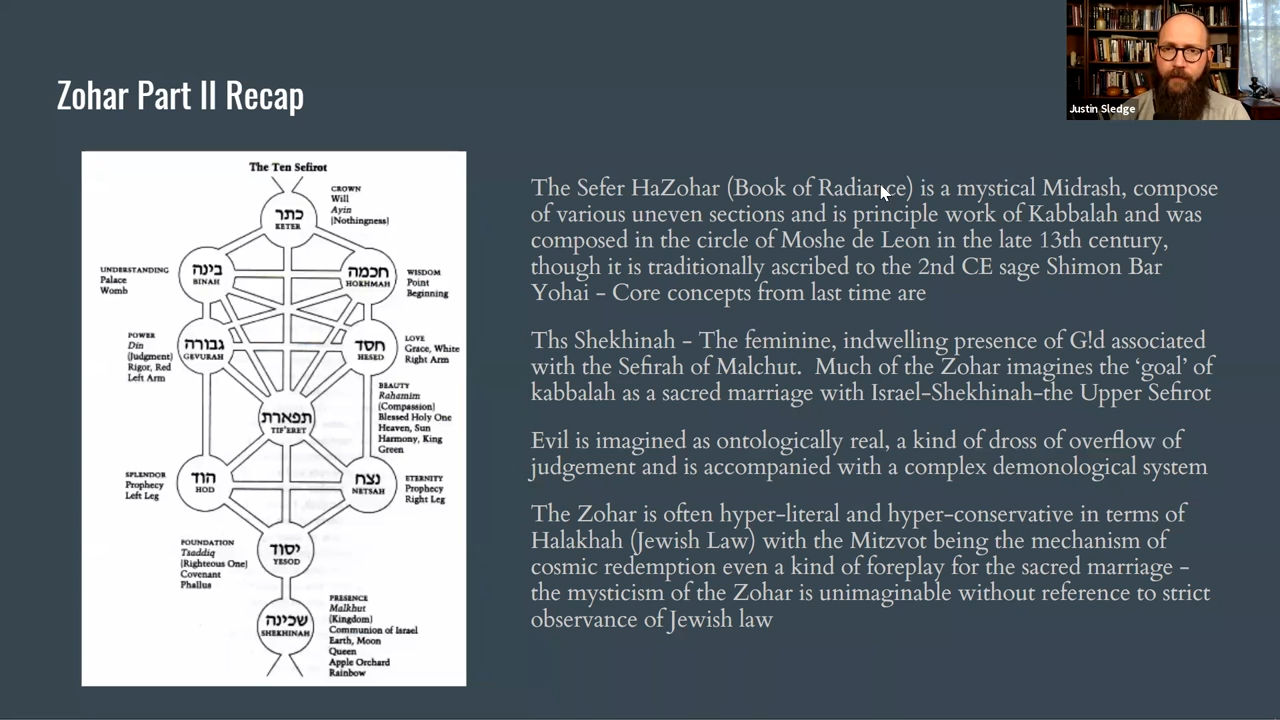 Justin Sledge
Zohar Part II Recap
The Ten Sefirot
כתר
KETER
CROWN
Will
Ayin
(Nothingness)
בינה
BINAH
UNDERSTANDING
Palace
Womb
חכמה
HOKHMAH
WISDOM
Point
Beginning
גבורה
GEVURAH
POWER
Din
(Judgment)
Rigor, Red
Left Arm
חסד
HESED
LOVE
Grace, White
Right Arm
תפארת
TIF'ERET
BEAUTY
Rahamim
(Compassion)
Blessed Holy One
Heaven, Sun
Harmony, King
Green
הוד
HOD
SPLENDOR
Prophecy
Left Leg
נצח
NETSAH
ETERNITY
Prophecy
Right Leg
יסוד
YESOD
FOUNDATION
Tsaddiq
(Righteous One)
Covenant
Phallus
שכינה
SHEKHINAH
PRESENCE
Malkhut
(Kingdom)
Communion of Israel
Earth, Moon
Queen
Apple Orchard
Rainbow
The Sefer HaZohar (Book of Radiance) is a mystical Midrash, compose
of various uneven sections and is principle work of Kabbalah and was
composed in the circle of Moshe de Leon in the late 13th century,
though it is traditionally ascribed to the 2nd CE sage Shimon Bar
Yohai - Core concepts from last time are
Ths Shekhinah - The feminine, indwelling presence of G!d associated
with the Sefirah of Malchut. Much of the Zohar imagines the ‘goal’ of
kabbalah as a sacred marriage with Israel-Shekhinah-the Upper Sefirot
Evil is imagined as ontologically real, a kind of dross of overflow of
judgement and is accompanied with a complex demonological system
The Zohar is often hyper-literal and hyper-conservative in terms of
Halakhah (Jewish Law) with the Mitzvot being the mechanism of
cosmic redemption even a kind of foreplay for the sacred marriage -
the mysticism of the Zohar is unimaginable without reference to strict
observance of Jewish law